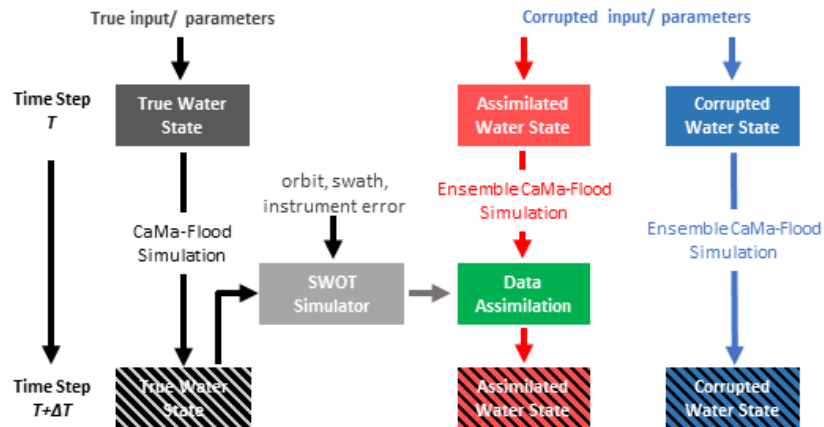 True input/ parameters
Corrupted input/ parameters
Time Step
T
True Water
State
Assimilated
Water State
Corrupted
Water State
orbit, swath,
instrument error
Ensemble CaMa-Flood
Simulation
CaMa-Flood
Simulation
Ensemble CaMa-Flood
Simulation
SWOT
Simulator
Data
Assimilation
Time Step
T+ΔT
True Water
State
Assimilated
Water State
Corrupted
Water State